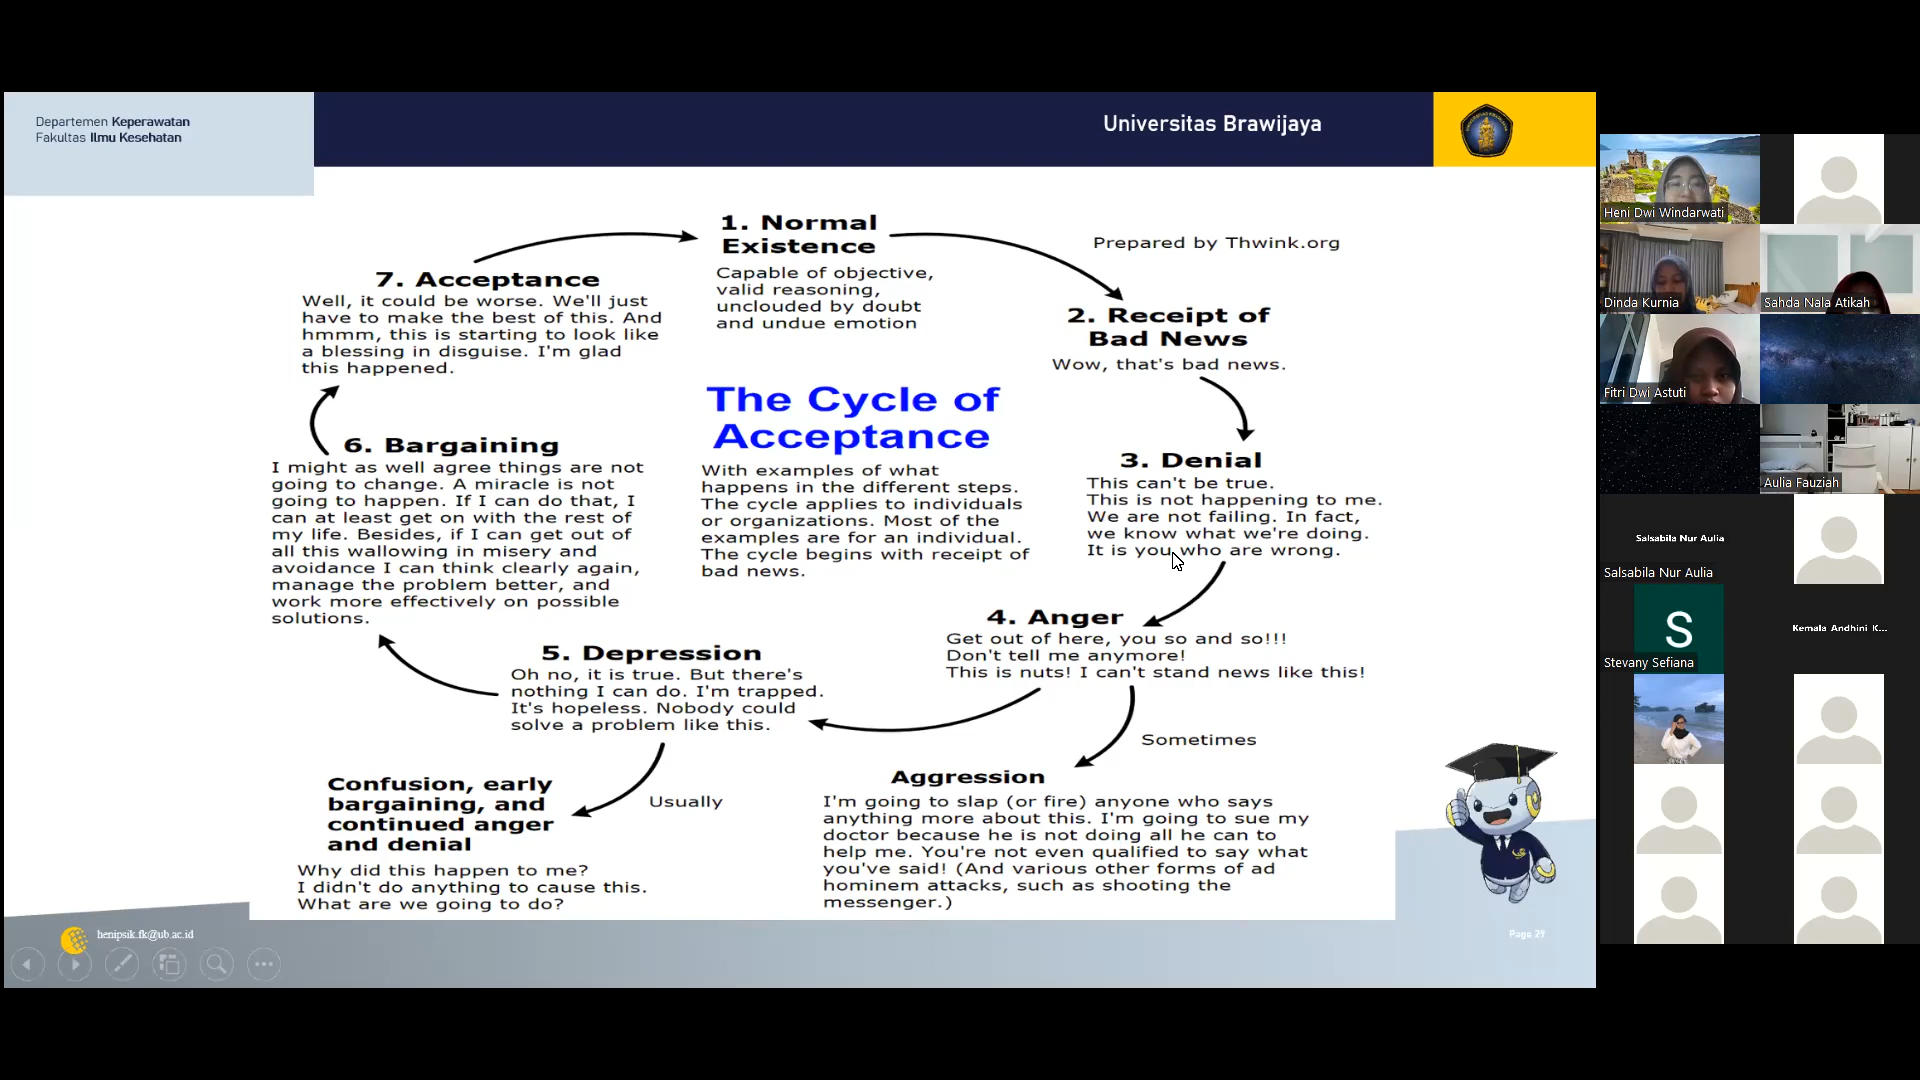 Departemen Keperawatan
Fakultas Ilmu Kesehatan
Universitas Brawijaya
1. Normal
Existence
Capable of objective,
valid reasoning,
unclouded by doubt
and undue emotion
Prepared by Thwink.org
2. Receipt of
Bad News
Wow, that's bad news.
3. Denial
This can't be true.
This is not happening to me.
We are not failing. In fact,
we know what we're doing.
It is you who are wrong.
4. Anger
Get out of here, you so and so!!!
Don't tell me anymore!
This is nuts! I can't stand news like this!
Sometimes
Aggression
I'm going to slap (or fire) anyone who says
anything more about this. I'm going to sue my
doctor because he is not doing all he can to
help me. You're not even qualified to say what
you've said! (And various other forms of ad
hominem attacks, such as shooting the
messenger.)
5. Depression
Oh no, it is true. But there's
nothing I can do. I'm trapped.
It's hopeless. Nobody could
solve a problem like this.
Usually
Confusion, early
bargaining, and
continued anger
and denial
Why did this happen to me?
I didn't do anything to cause this.
What are we going to do?
6. Bargaining
I might as well agree things are not
going to change. A miracle is not
going to happen. If I can do that, I
can at least get on with the rest of
my life. Besides, if I can get out of
all this wallowing in misery and
avoidance I can think clearly again,
manage the problem better, and
work more effectively on possible
solutions.
7. Acceptance
Well, it could be worse. We'll just
have to make the best of this. And
hmmm, this is starting to look like
a blessing in disguise. I'm glad
this happened.
The Cycle of
Acceptance
With examples of what
happens in the different steps.
The cycle applies to individuals
or organizations. Most of the
examples are for an individual.
The cycle begins with receipt of
bad news.
henipsik.fk@ub.ac.id
Page 29
Heni Dwi Windarwati
Dinda Kurnia
Sahda Nala Atikah
Fitri Dwi Astuti
Aulia Fauziah
Salsabila Nur Aulia
Salsabila Nur Aulia
S
Stevany Sefiana
Kemala Andhini K...